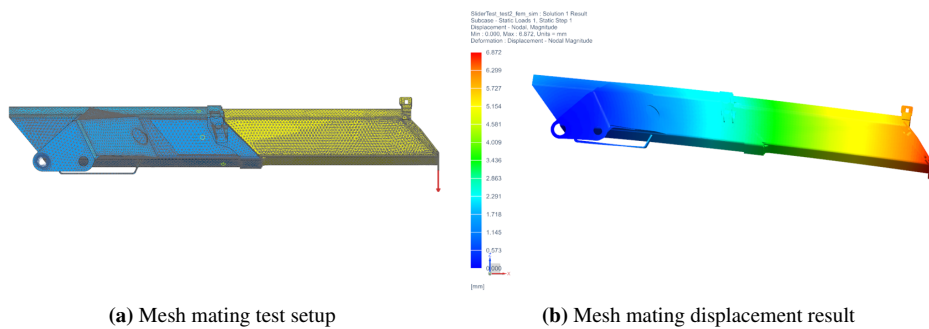 SliderTest_test2_fem_sim : Solution 1 Result
Subcase - Static Loads 1, Static Step 1
Displacement - Nodal, Magnitude
Min : 0.000, Max : 6.872, Units = mm
Deformation : Displacement - Nodal Magnitude
6.872
6.299
5.727
5.154
4.581
4.009
3.436
2.863
2.291
1.718
1.145
0.573
0.000
[mm]
(a) Mesh mating test setup
(b) Mesh mating displacement result